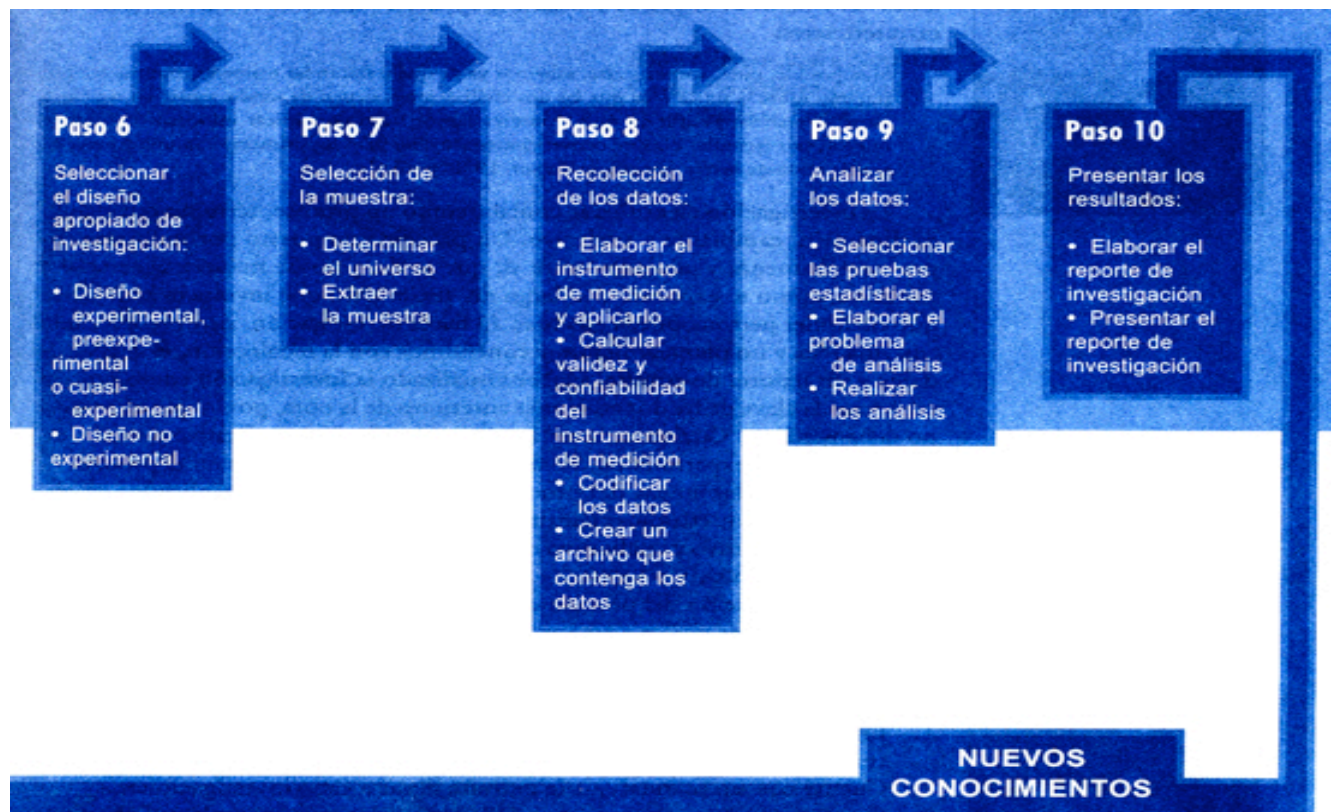 Paso 6
Seleccionar
el diseño
apropiado de
investigación:
• Diseño
experimental,
preexpe-
rimental
o cuasi-
experimental
• Diseño no
experimental
Paso 7
Selección de
la muestra:
• Determinar
el universo
• Extraer
la muestra
Paso 8
Recolección
de los datos:
• Elaborar el
instrumento
de medición
y aplicarlo
• Calcular
validez y
confiabilidad
del
instrumento
de medición
• Codificar
los datos
• Crear un
archivo que
contenga los
datos
Paso 9
Analizar
los datos:
• Seleccionar
las pruebas
estadísticas
• Elaborar el
problema
de análisis
• Realizar
los análisis
Paso 10
Presentar los
resultados:
• Elaborar el
reporte de
investigación
• Presentar el
reporte de
investigación
NUEVOS
CONOCIMIENTOS